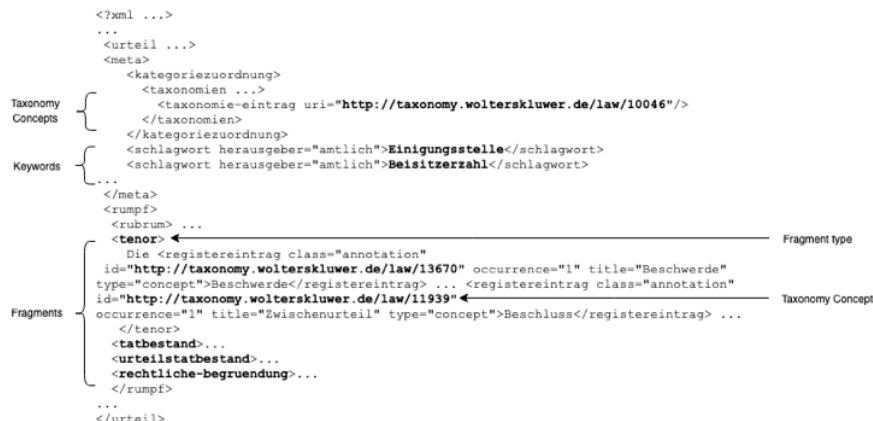 <?xml ...>
...
<urteil ...>
<meta>
<kategoriezuordnung>
<taxonomien ...>
Taxonomy Concepts
<taxonomie-eintrag uri="http://taxonomy.wolterskluwer.de/law/10046"/>
</taxonomien>
</kategoriezuordnung>
Keywords
<schlagwort herausgeber="amtlich">Einigungsstelle</schlagwort>
<schlagwort herausgeber="amtlich">Beisitzerzahl</schlagwort>
...
</meta>
<rumpf>
<rubrum> ...
<tenor>
Fragment type
Die <registereintrag class="annotation"
id="http://taxonomy.wolterskluwer.de/law/13670" occurrence="1" title="Beschwerde"
type="concept">Beschwerde</registereintrag> ... <registereintrag class="annotation"
id="http://taxonomy.wolterskluwer.de/law/11939"
Taxonomy Concept
Fragments
occurrence="1" title="Zwischenurteil" type="concept">Beschluss</registereintrag> ...
</tenor>
<tatbestand>...
<urteilstatbestand>...
<rechtliche-begruendung>...
</rumpf>
...
</urteil>